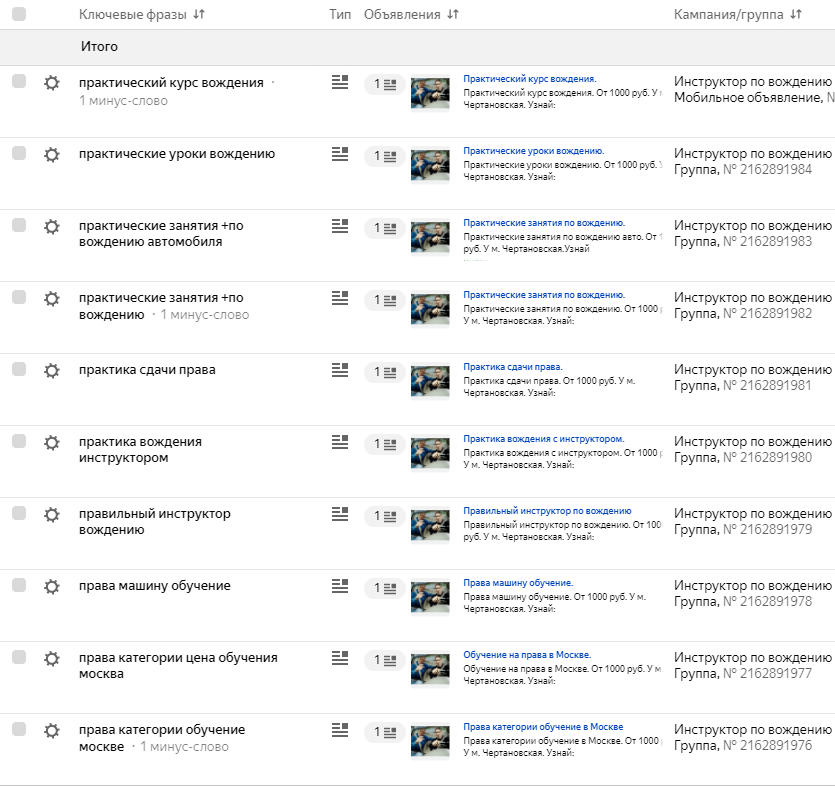 Ключевые фразы Тип Объявления Кампания/группа
Итого
практический курс вождения ·
1 минус-слово
1
Практический курс вождения.
Практический курс вождения. От 1000 руб. У
Чертановская. Узнай:
Инструктор по вождению
Мобильное объявление, N
практические уроки вождению
1
Практические уроки вождению.
Практические уроки вождению. От 1000 руб.
Чертановская. Узнай:
Инструктор по вождению
Группа, № 2162891984
практические занятия +по
вождению автомобиля
1
Практические занятия по вождению.
Практические занятия по вождению авто. От
руб. У м. Чертановская.Узнай
Инструктор по вождению
Группа, № 2162891983
практические занятия +по
вождению · 1 минус-слово
1
Практические занятия по вождению.
Практические занятия по вождению. От 1000
У м. Чертановская. Узнай:
Инструктор по вождению
Группа, № 2162891982
практика сдачи права
1
Практика сдачи права.
Практика сдачи права. От 1000 руб. У м.
Чертановская. Узнай:
Инструктор по вождению
Группа, № 2162891981
практика вождения
инструктором
1
Практика вождения с инструктором.
Практика вождения с инструктором. От 1000
У м. Чертановская. Узнай:
Инструктор по вождению
Группа, № 2162891980
правильный инструктор
вождению
1
Правильный инструктор по вождению
Правильный инструктор по вождению. От 100
руб. У м. Чертановская. Узнай:
Инструктор по вождению
Группа, № 2162891979
права машину обучение
1
Права машину обучение.
Права машину обучение. От 1000 руб. У м.
Чертановская. Узнай:
Инструктор по вождению
Группа, № 2162891978
права категории цена обучения
москва
1
Обучение на права в Москве.
Обучение на права в Москве. От 1000 руб. У м
Чертановская. Узнай:
Инструктор по вождению
Группа, № 2162891977
права категории обучение
москве · 1 минус-слово
1
Права категории обучение в Москве
Права категории обучение в Москве. От 1000
У м. Чертановская. Узнай:
Инструктор по вождению
Группа, № 2162891976